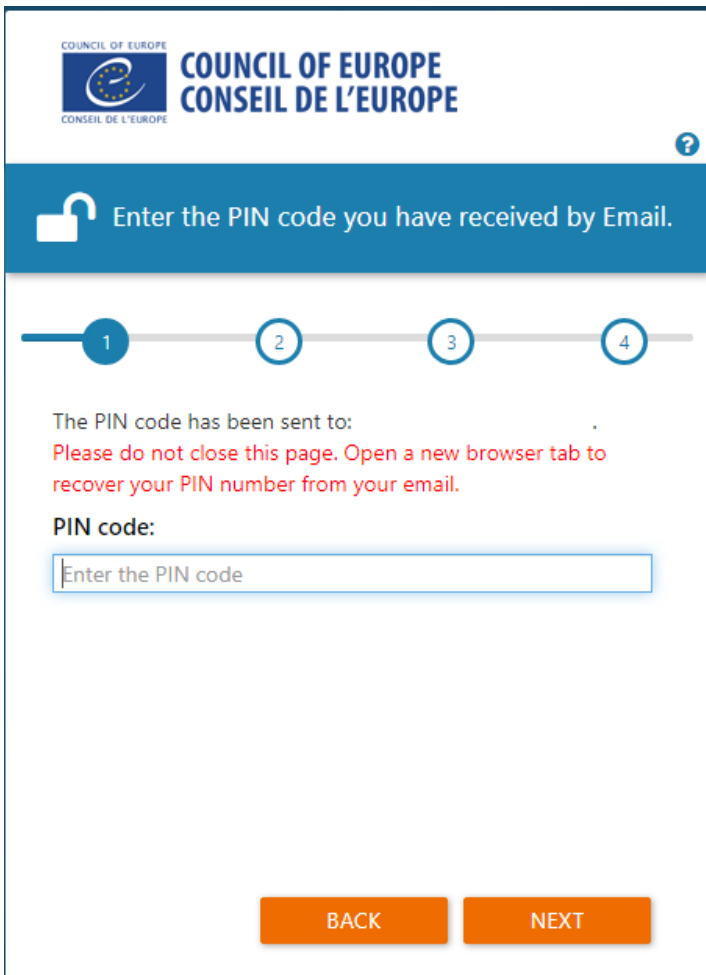 COUNCIL OF EUROPE
CONSEIL DE L'EUROPE
COUNCIL OF EUROPE
CONSEIL DE L'EUROPE
?
Enter the PIN code you have received by Email.
1 2 3 4
The PIN code has been sent to: .
Please do not close this page. Open a new browser tab to
recover your PIN number from your email.
PIN code:
Enter the PIN code
BACK NEXT